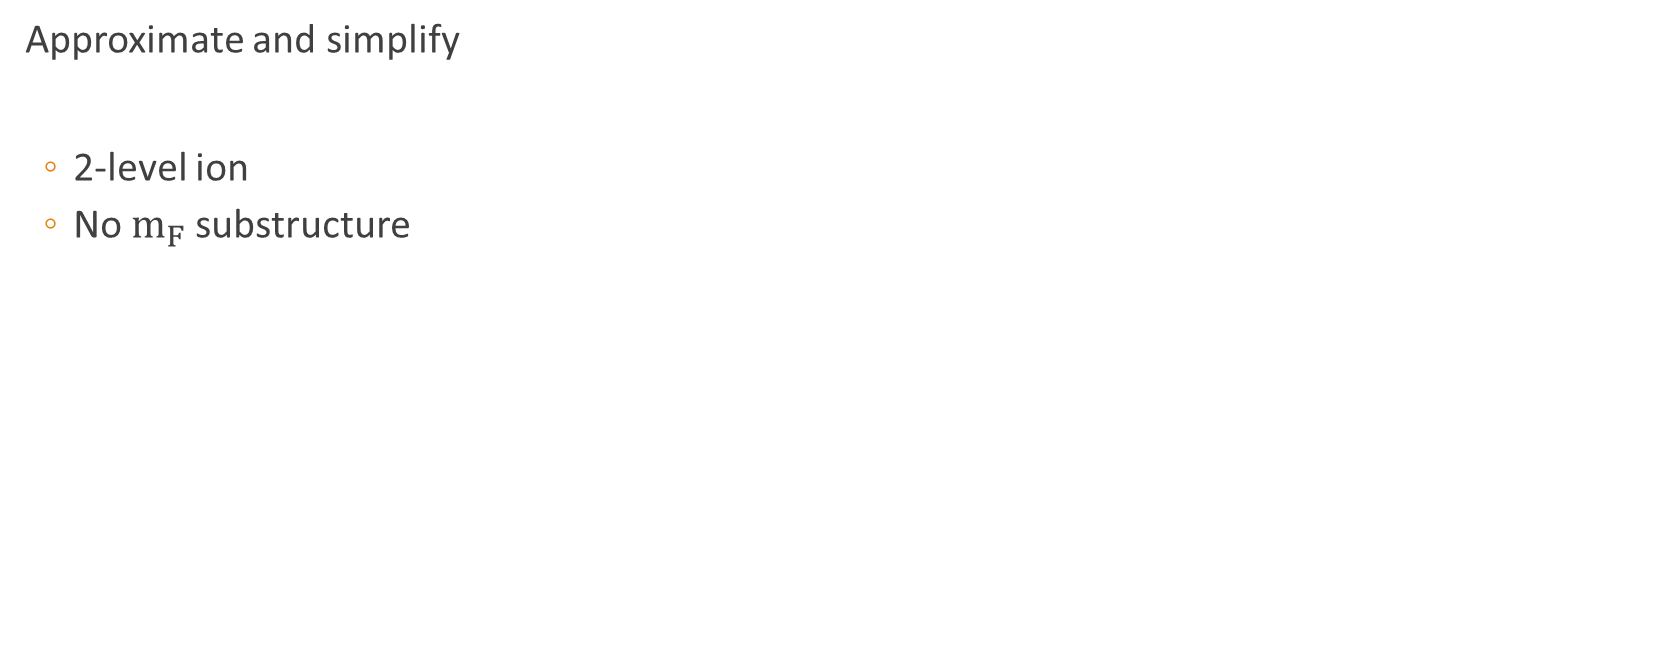 Approximate and simplify
◦ 2-level ion
◦ No m_F substructure